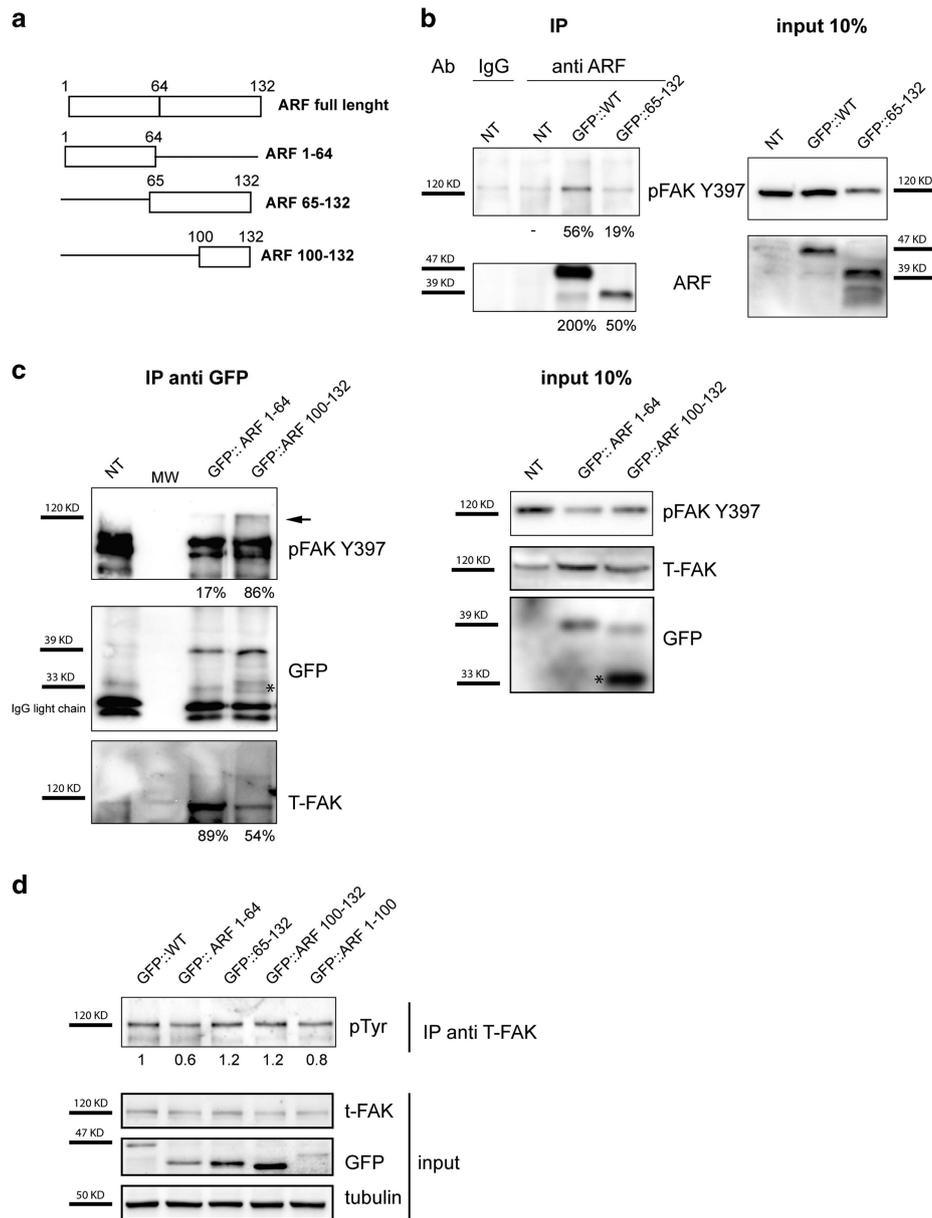 a
1 64 132
ARF full lenght
1 64
ARF 1-64
65 132
ARF 65-132
100 132
ARF 100-132
b
IP
input 10%
Ab IgG anti ARF
NT NT GFP::WT GFP::65-132
NT GFP::WT GFP::65-132
120 KD pFAK Y397 120 KD
- 56% 19%
47 KD
39 KD
ARF
47 KD
39 KD
200% 50%
c
IP anti GFP
input 10%
NT MW GFP:: ARF 1-64 GFP::ARF 100-132
NT GFP:: ARF 1-64 GFP::ARF 100-132
120 KD
pFAK Y397
17% 86%
39 KD
GFP
33 KD
*
IgG light chain
120 KD
T-FAK
89% 54%
120 KD pFAK Y397
120 KD T-FAK
39 KD
GFP
33 KD *
d
GFP::WT GFP:: ARF 1-64 GFP::65-132 GFP::ARF 100-132 GFP::ARF 1-100
120 KD pTyr IP anti T-FAK
1 0.6 1.2 1.2 0.8
120 KD t-FAK
47 KD
GFP input
50 KD tubulin